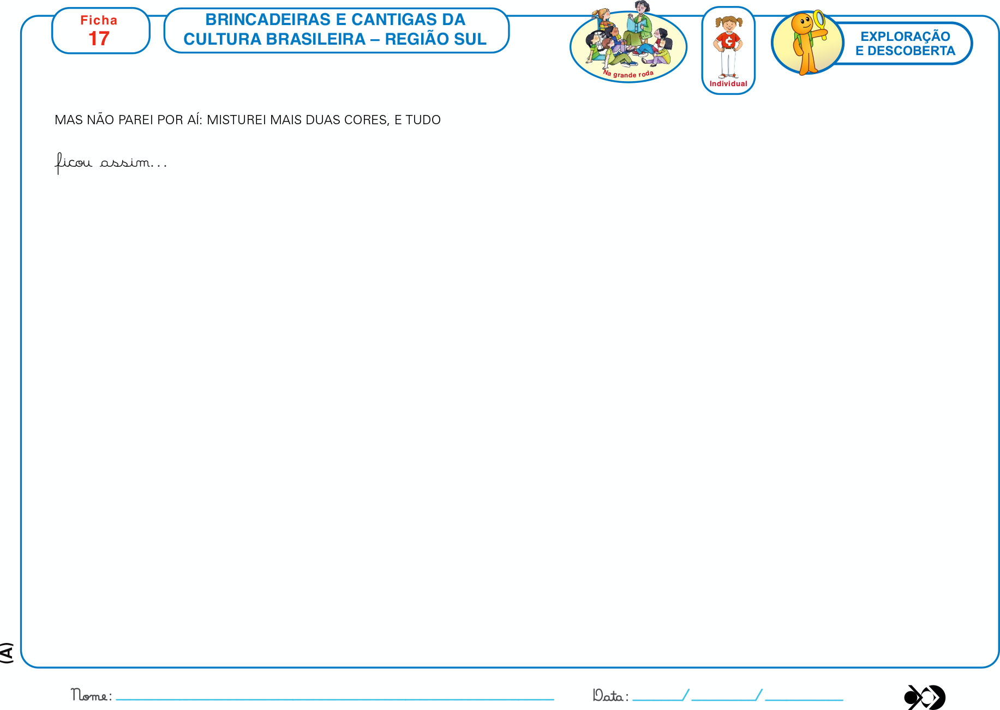 Ficha
17
BRINCADEIRAS E CANTIGAS DA
CULTURA BRASILEIRA – REGIÃO SUL
Na grande roda
Individual
EXPLORAÇÃO
E DESCOBERTA
MAS NÃO PAREI POR AÍ: MISTUREI MAIS DUAS CORES, E TUDO
ficou assim...
(A)
Nome:
Data: / /